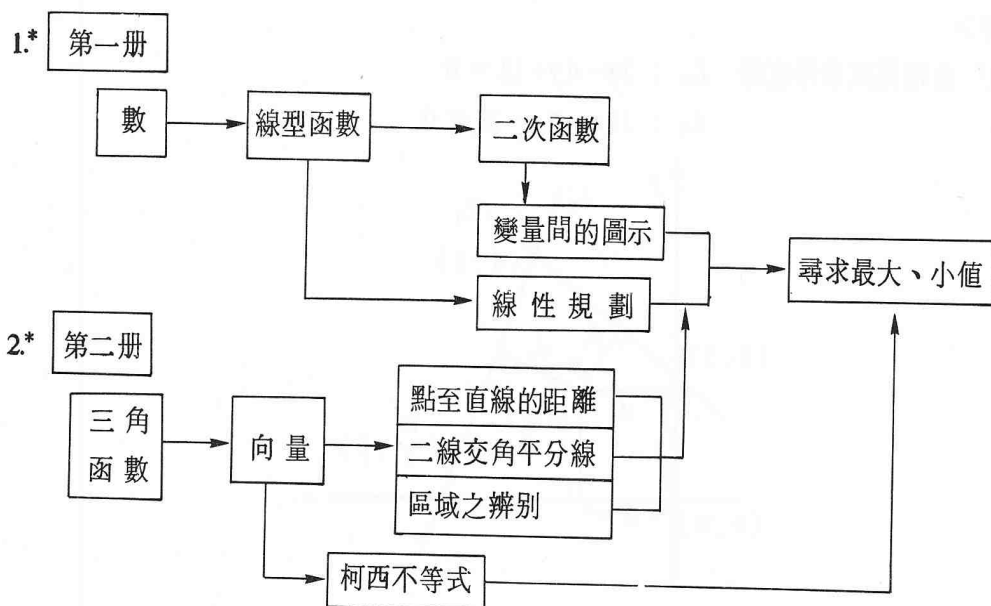 1.* 第一册
數
線型函數
二次函數
變量間的圖示
線性規劃
尋求最大、小值
2.* 第二册
三角
函數
向量
點至直線的距離
二線交角平分線
區域之辨别
柯西不等式